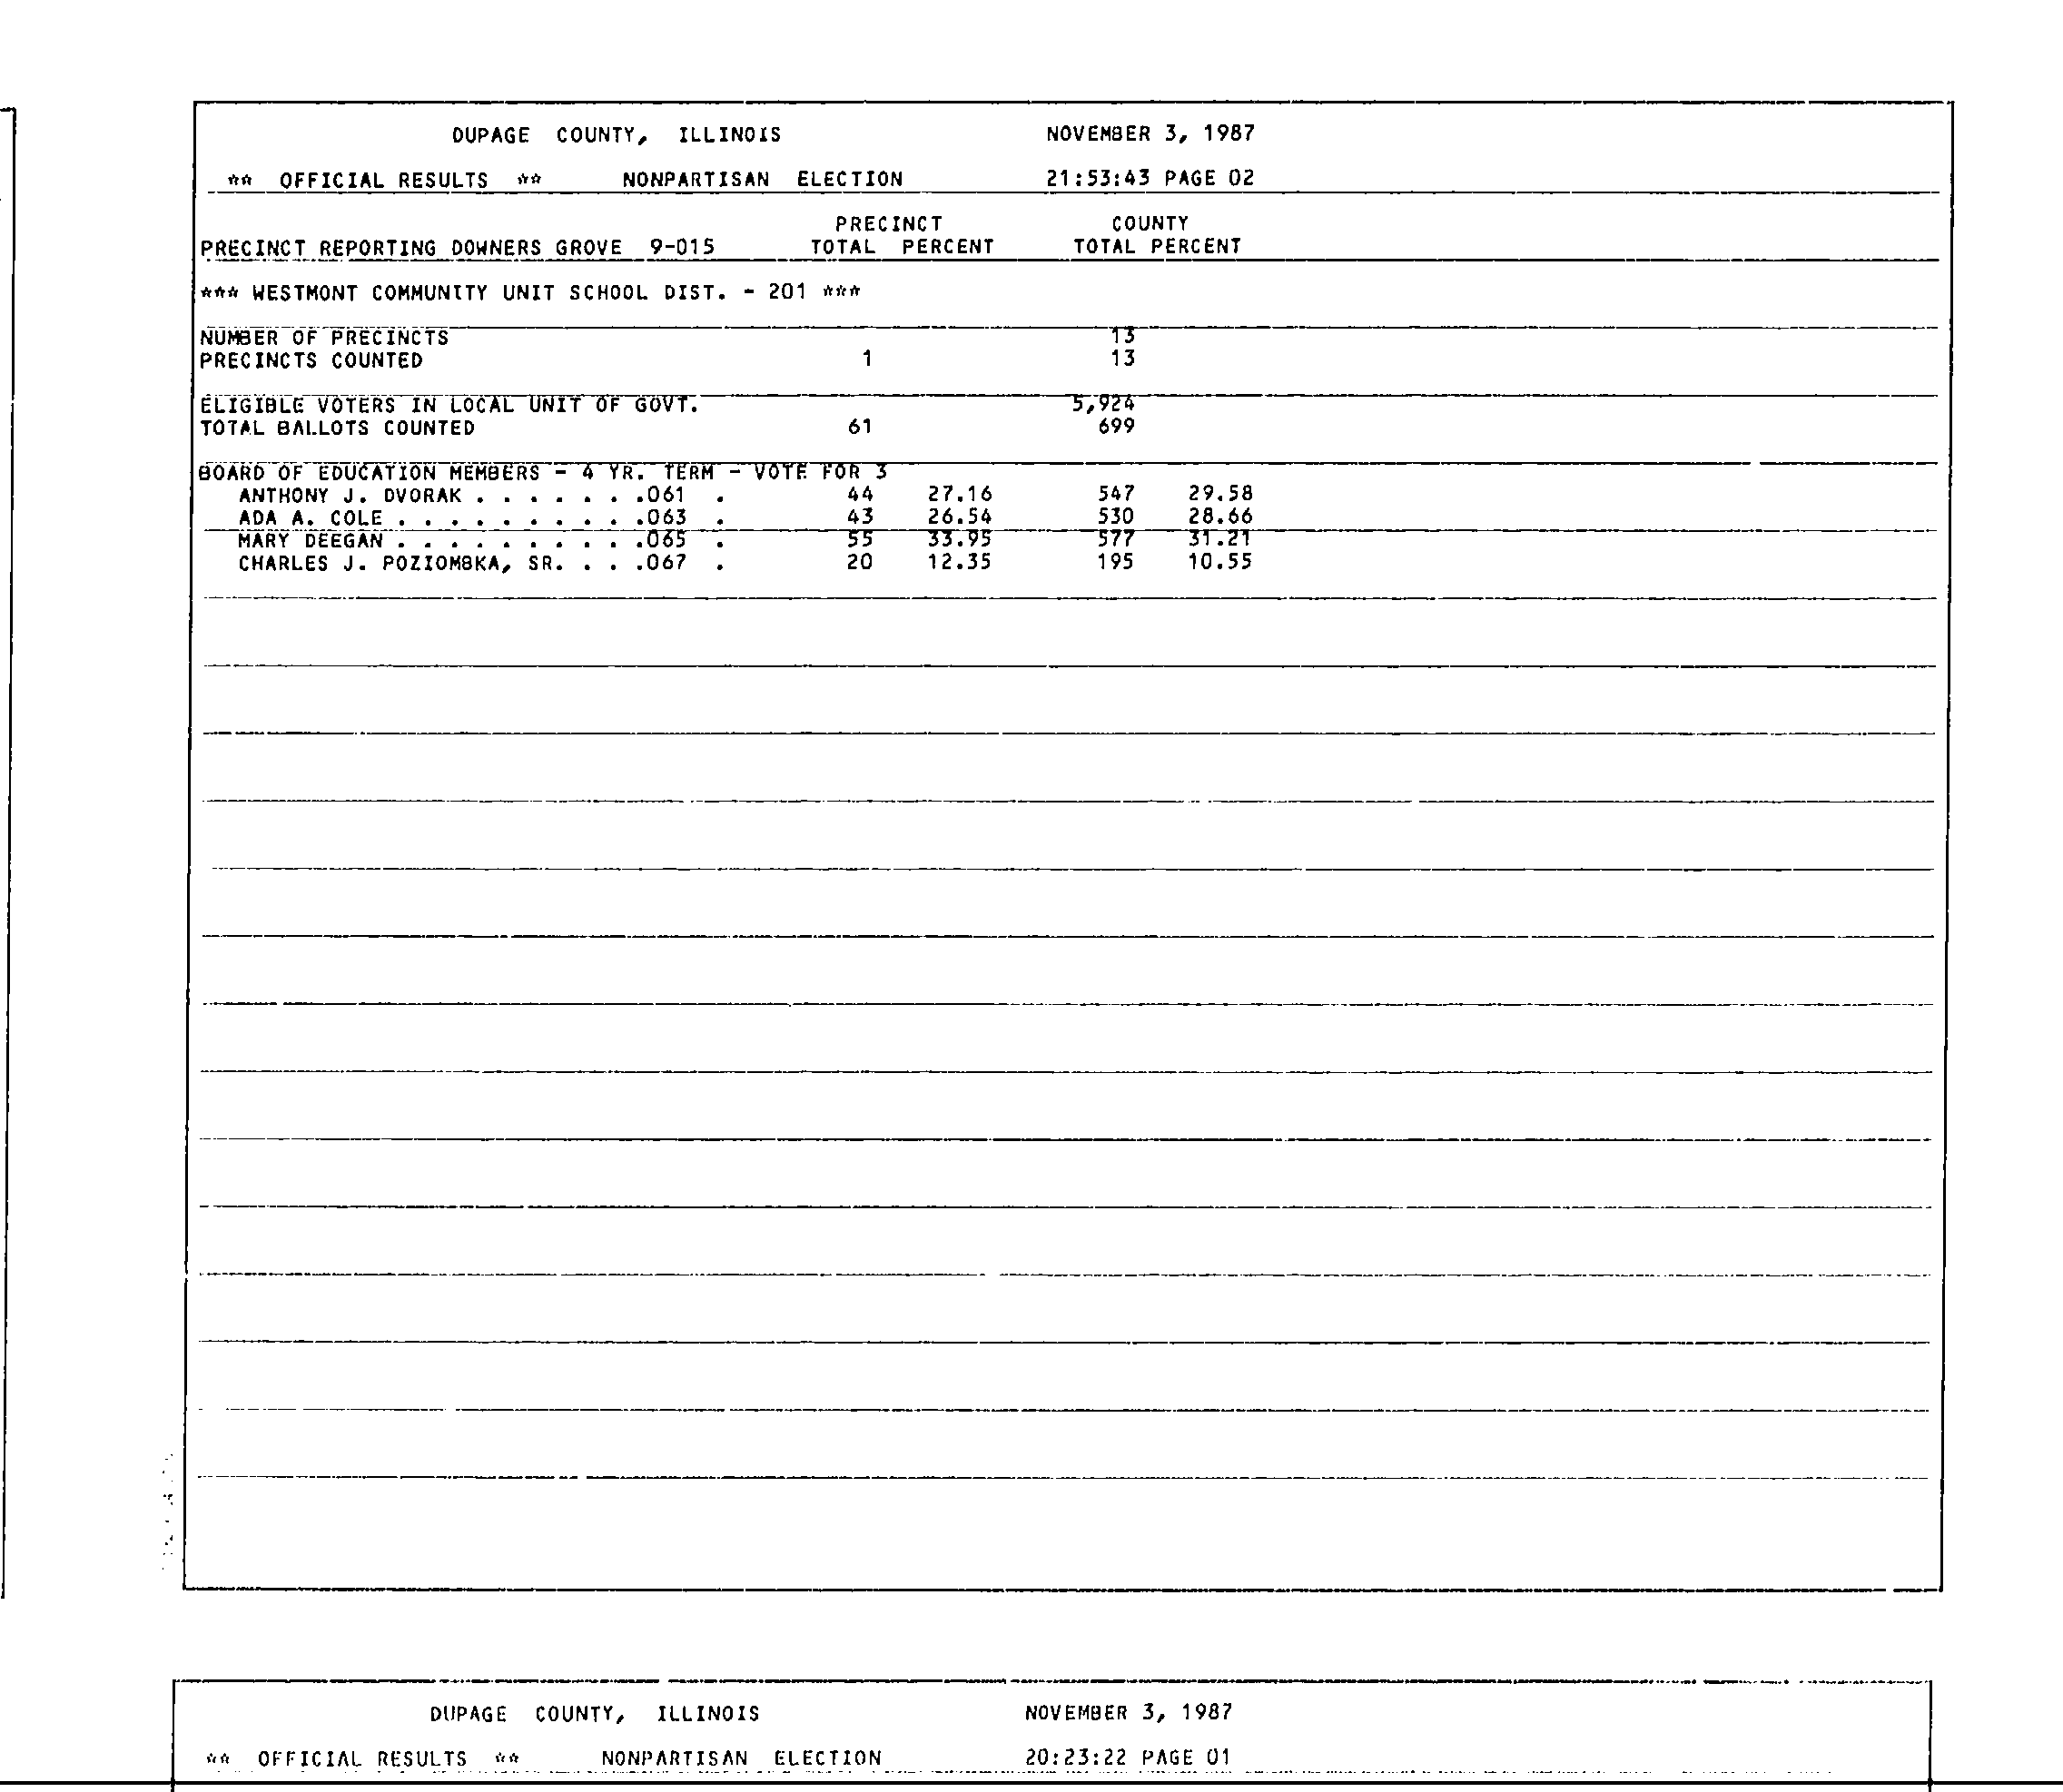 DUPAGE COUNTY, ILLINOIS NOVEMBER 3, 1987
** OFFICIAL RESULTS ** NONPARTISAN ELECTION 21:53:43 PAGE 02
PRECINCT COUNTY
PRECINCT REPORTING DOWNERS GROVE 9-015 TOTAL PERCENT TOTAL PERCENT
*** WESTMONT COMMUNITY UNIT SCHOOL DIST. - 201 ***
NUMBER OF PRECINCTS 13
PRECINCTS COUNTED 1 13
ELIGIBLE VOTERS IN LOCAL UNIT OF GOVT. 5,924
TOTAL BALLOTS COUNTED 61 699
BOARD OF EDUCATION MEMBERS - 4 YR. TERM - VOTE FOR 3
ANTHONY J. DVORAK . . . . . . .061 . 44 27.16 547 29.58
ADA A. COLE . . . . . . . . . .063 . 43 26.54 530 28.66
MARY DEEGAN . . . . . . . . . .065 . 55 33.95 577 31.21
CHARLES J. POZIOMBKA, SR. . . .067 . 20 12.35 195 10.55
DUPAGE COUNTY, ILLINOIS NOVEMBER 3, 1987
** OFFICIAL RESULTS ** NONPARTISAN ELECTION 20:23:22 PAGE 01